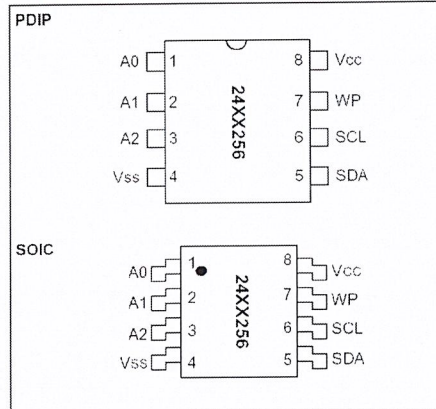 PDIP
A0 1 8 Vcc
A1 2 7 WP
A2 3 6 SCL
Vss 4 5 SDA
24XX256
SOIC
A0 1 8 Vcc
A1 2 7 WP
A2 3 6 SCL
Vss 4 5 SDA
24XX256